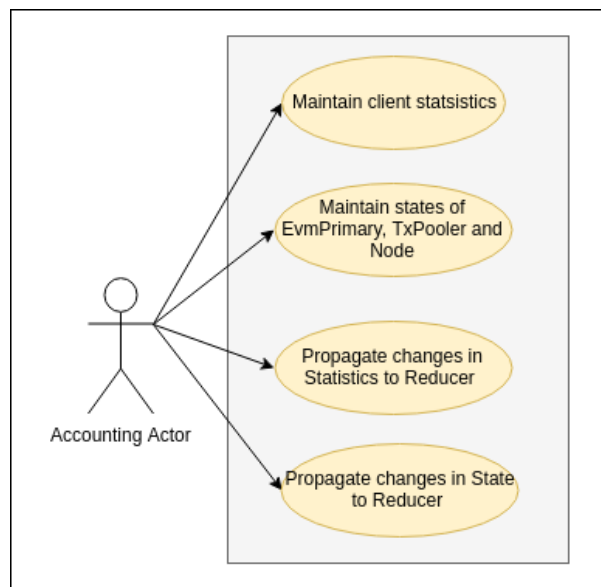 Maintain client statsistics
Maintain states of
EvmPrimary, TxPooler and
Node
Propagate changes in
Statistics to Reducer
Accounting Actor
Propagate changes in State
to Reducer